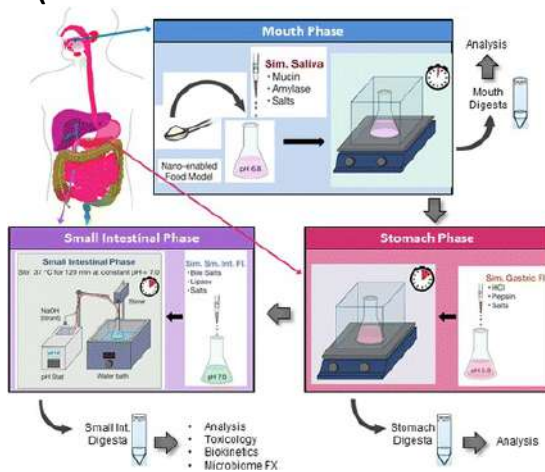 Mouth Phase
Sim. Saliva
•Mucin
•Amylase
•Salts
Nano-enabled
Food Model
pH 6.8
Analysis
Mouth
Digesta
Small Intestinal Phase
Small Intestinal Phase
37 °C for 120 min at constant pH = 7.0
NaOH
pH Stat
Water bath
Sim. Sm. Int. Fl.
•Bile Salts
•Lipase
•Salts
pH 7.0
Stomach Phase
Sim. Gastric Fl
•HCl
•Pepsin
•Salts
Small Int.
Digesta
• Analysis
• Toxicology
• Biokinetics
• Microbiome FX
Stomach
Digesta
Analysis